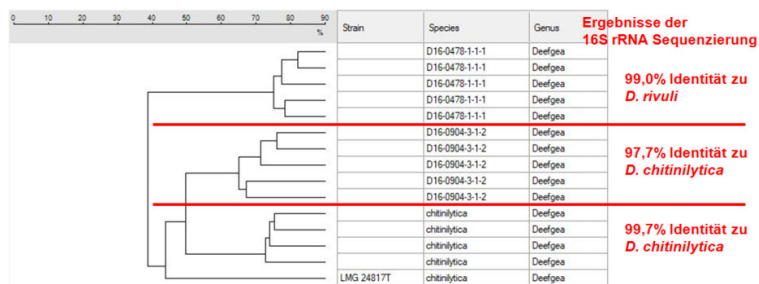 0 10 20 30 40 50 60 70 80 90
%
Strain Species Genus
Ergebnisse der
16S rRNA Sequenzierung
D16-0478-1-1-1 Deefgea
D16-0478-1-1-1 Deefgea
D16-0478-1-1-1 Deefgea
D16-0478-1-1-1 Deefgea
D16-0478-1-1-1 Deefgea
99,0% Identität zu
D. rivuli
D16-0904-3-1-2 Deefgea
D16-0904-3-1-2 Deefgea
D16-0904-3-1-2 Deefgea
D16-0904-3-1-2 Deefgea
D16-0904-3-1-2 Deefgea
97,7% Identität zu
D. chitinilytica
chitinilytica Deefgea
chitinilytica Deefgea
chitinilytica Deefgea
chitinilytica Deefgea
LMG 24817T chitinilytica Deefgea
99,7% Identität zu
D. chitinilytica